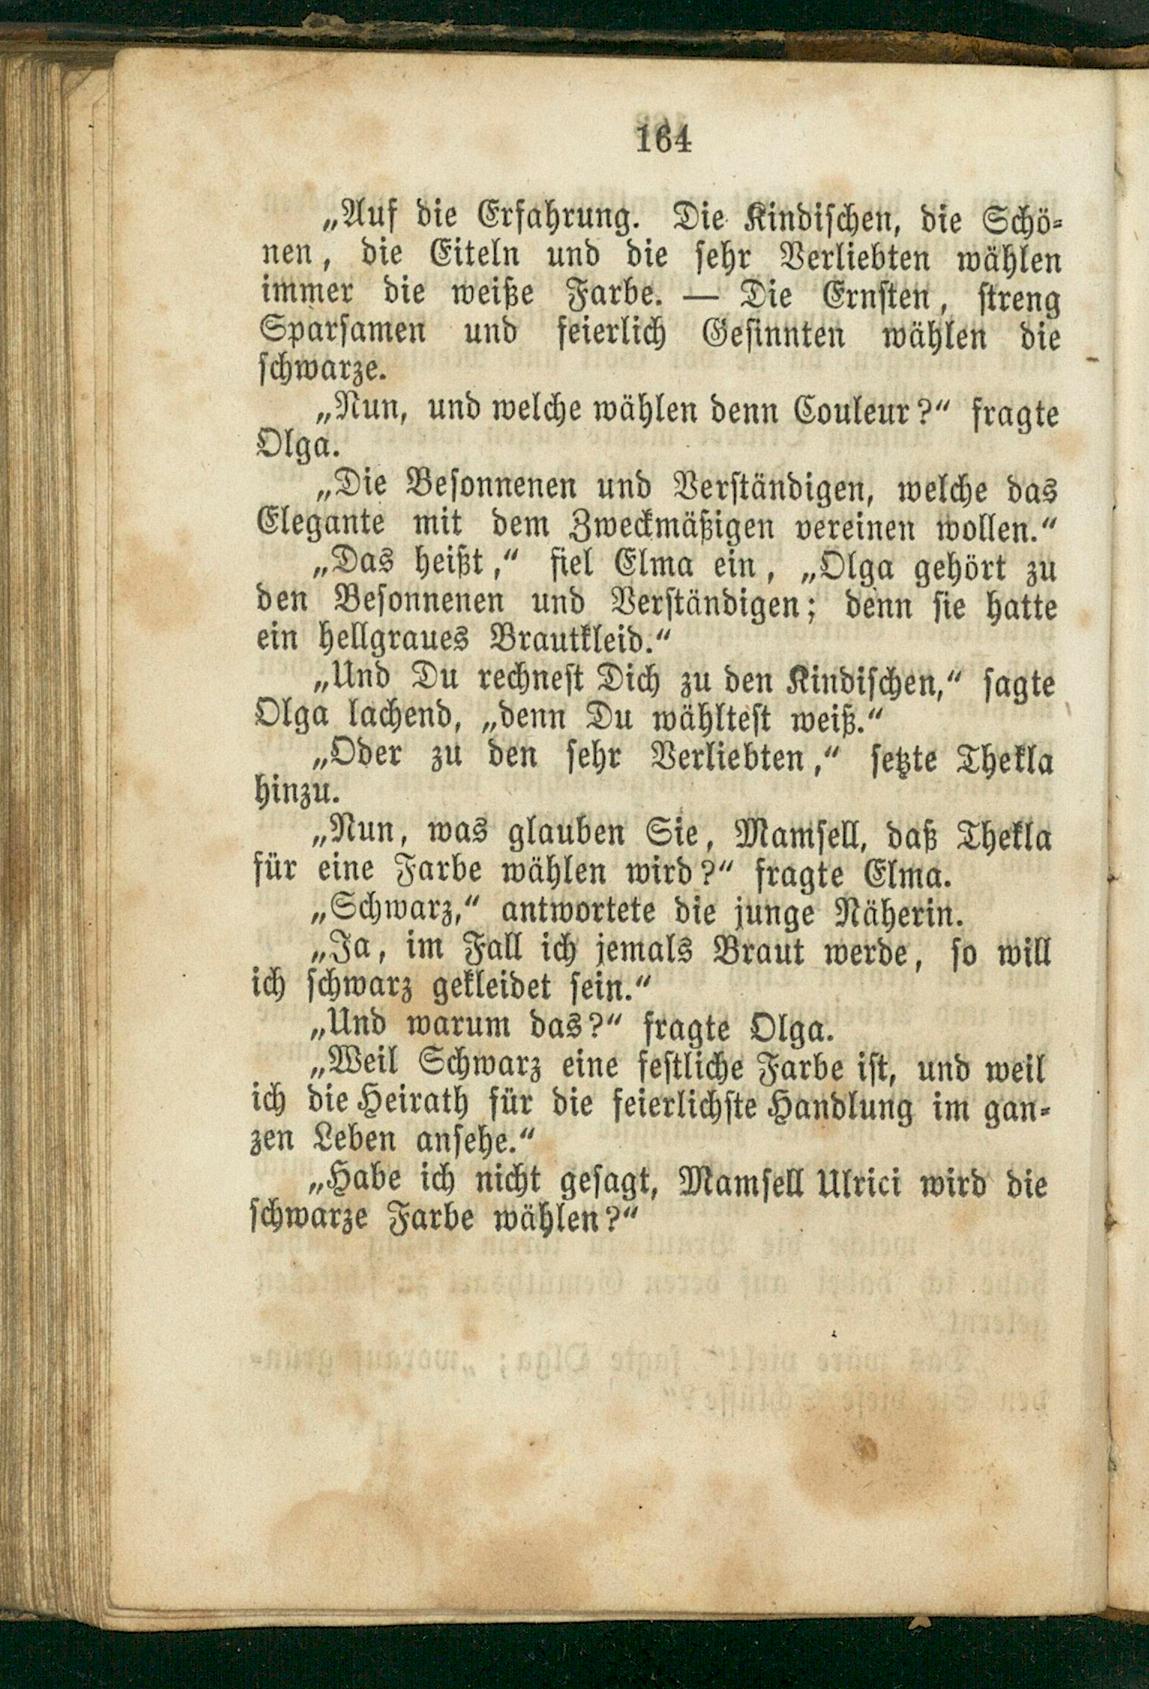 164
„Auf die Erfahrung. Die Kindischen, die Schö-
nen, die Eiteln und die sehr Verliebten wählen
immer die weiße Farbe. — Die Ernsten, streng
Sparsamen und feierlich Gesinnten wählen die
schwarze.
„Nun, und welche wählen denn Couleur?“ fragte
Olga.
„Die Besonnenen und Verständigen, welche das
Elegante mit dem Zweckmäßigen vereinen wollen.“
„Das heißt,“ fiel Elma ein, „Olga gehört zu
den Besonnenen und Verständigen; denn sie hatte
ein hellgraues Brautkleid.“
„Und Du rechnest Dich zu den Kindischen,“ sagte
Olga lachend, „denn Du wähltest weiß.“
„Oder zu den sehr Verliebten,“ setzte Thekla
hinzu.
„Nun, was glauben Sie, Mamsell, daß Thekla
für eine Farbe wählen wird?“ fragte Elma.
„Schwarz,“ antwortete die junge Näherin.
„Ja, im Fall ich jemals Braut werde, so will
ich schwarz gekleidet sein.“
„Und warum das?“ fragte Olga.
„Weil Schwarz eine festliche Farbe ist, und weil
ich die Heirath für die feierlichste Handlung im gan-
zen Leben ansehe.“
„Habe ich nicht gesagt, Mamsell Ulrici wird die
schwarze Farbe wählen?“